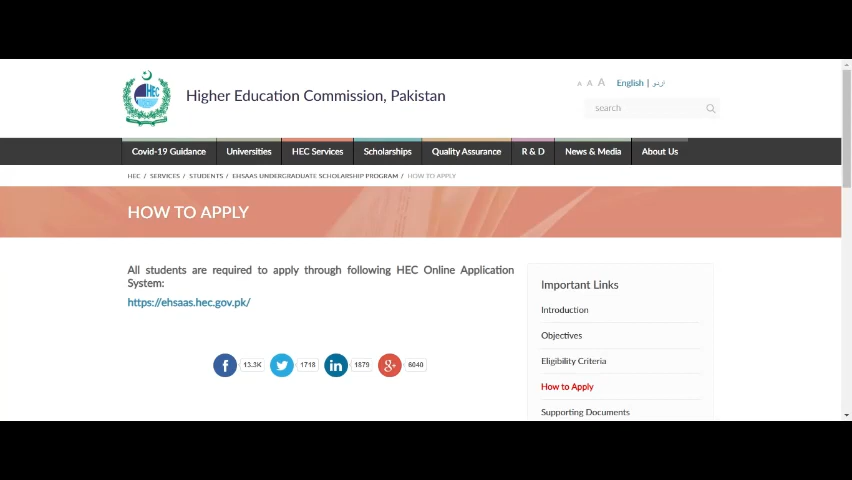 HEC
Higher Education Commission, Pakistan
A A A
English | اردو
search
Covid-19 Guidance Universities HEC Services Scholarships Quality Assurance R & D News & Media About Us
HEC / SERVICES / STUDENTS / EHSAAS UNDERGRADUATE SCHOLARSHIP PROGRAM / HOW TO APPLY
HOW TO APPLY
All students are required to apply through following HEC Online Application
System:
https://ehsaas.hec.gov.pk/
f 13.3K 1718 in 1879 g+ 6040
Important Links
Introduction
Objectives
Eligibility Criteria
How to Apply
Supporting Documents